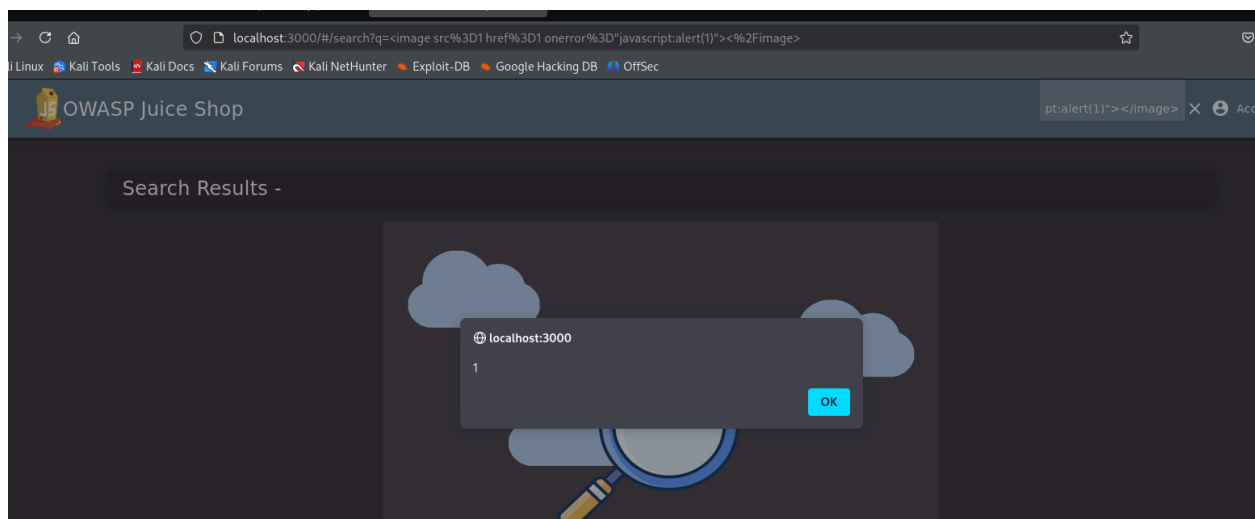 localhost:3000/#/search?q=<image src%3D1 href%3D1 onerror%3D"javascript:alert(1)"><%2Fimage>
Linux Kali Tools Kali Docs Kali Forums Kali NetHunter Exploit-DB Google Hacking DB OffSec
OWASP Juice Shop pt:alert(1)"></image>
Search Results -
localhost:3000
1
OK